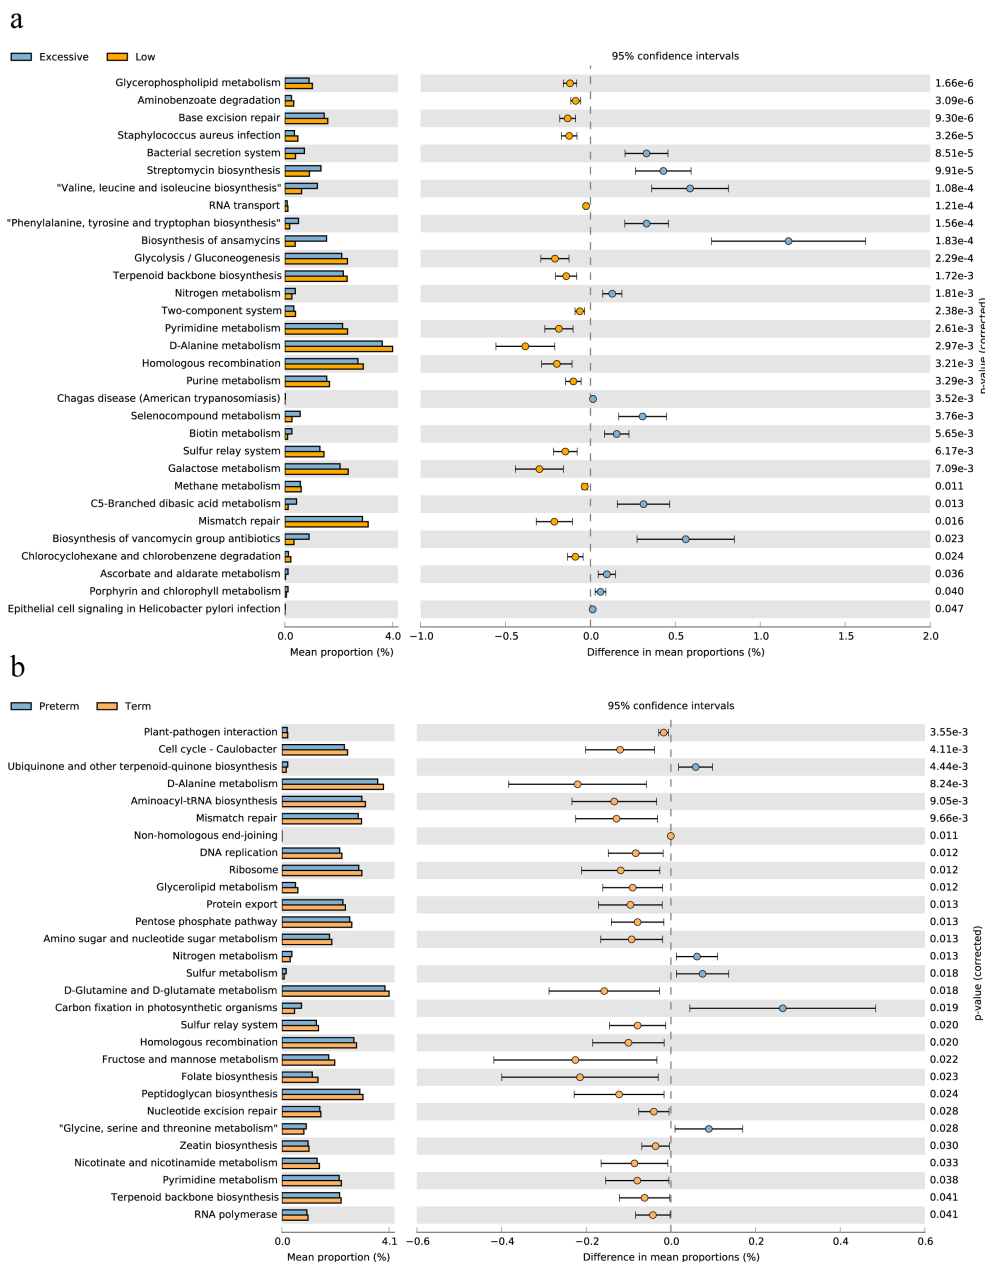 a
Excessive Low
95% confidence intervals
Glycerophospholipid metabolism 1.66e-6
Aminobenzoate degradation 3.09e-6
Base excision repair 9.30e-6
Staphylococcus aureus infection 3.26e-5
Bacterial secretion system 8.51e-5
Streptomycin biosynthesis 9.91e-5
"Valine, leucine and isoleucine biosynthesis" 1.08e-4
RNA transport 1.21e-4
"Phenylalanine, tyrosine and tryptophan biosynthesis" 1.56e-4
Biosynthesis of ansamycins 1.83e-4
Glycolysis / Gluconeogenesis 2.29e-4
Terpenoid backbone biosynthesis 1.72e-3
Nitrogen metabolism 1.81e-3
Two-component system 2.38e-3
Pyrimidine metabolism 2.61e-3
D-Alanine metabolism 2.97e-3
Homologous recombination 3.21e-3
Purine metabolism 3.29e-3
Chagas disease (American trypanosomiasis) 3.52e-3
Selenocompound metabolism 3.76e-3
Biotin metabolism 5.65e-3
Sulfur relay system 6.17e-3
Galactose metabolism 7.09e-3
Methane metabolism 0.011
C5-Branched dibasic acid metabolism 0.013
Mismatch repair 0.016
Biosynthesis of vancomycin group antibiotics 0.023
Chlorocyclohexane and chlorobenzene degradation 0.024
Ascorbate and aldarate metabolism 0.036
Porphyrin and chlorophyll metabolism 0.040
Epithelial cell signaling in Helicobacter pylori infection 0.047
p-value (corrected)
0.0 4.0 −1.0 −0.5 0.0 0.5 1.0 1.5 2.0
Mean proportion (%) Difference in mean proportions (%)
b
Preterm Term
95% confidence intervals
Plant-pathogen interaction 3.55e-3
Cell cycle - Caulobacter 4.11e-3
Ubiquinone and other terpenoid-quinone biosynthesis 4.44e-3
D-Alanine metabolism 8.24e-3
Aminoacyl-tRNA biosynthesis 9.05e-3
Mismatch repair 9.66e-3
Non-homologous end-joining 0.011
DNA replication 0.012
Ribosome 0.012
Glycerolipid metabolism 0.012
Protein export 0.013
Pentose phosphate pathway 0.013
Amino sugar and nucleotide sugar metabolism 0.013
Nitrogen metabolism 0.013
Sulfur metabolism 0.018
D-Glutamine and D-glutamate metabolism 0.018
Carbon fixation in photosynthetic organisms 0.019
Sulfur relay system 0.020
Homologous recombination 0.020
Fructose and mannose metabolism 0.022
Folate biosynthesis 0.023
Peptidoglycan biosynthesis 0.024
Nucleotide excision repair 0.028
"Glycine, serine and threonine metabolism" 0.028
Zeatin biosynthesis 0.030
Nicotinate and nicotinamide metabolism 0.033
Pyrimidine metabolism 0.038
Terpenoid backbone biosynthesis 0.041
RNA polymerase 0.041
p-value (corrected)
0.0 4.1 −0.6 −0.4 −0.2 0.0 0.2 0.4 0.6
Mean proportion (%) Difference in mean proportions (%)